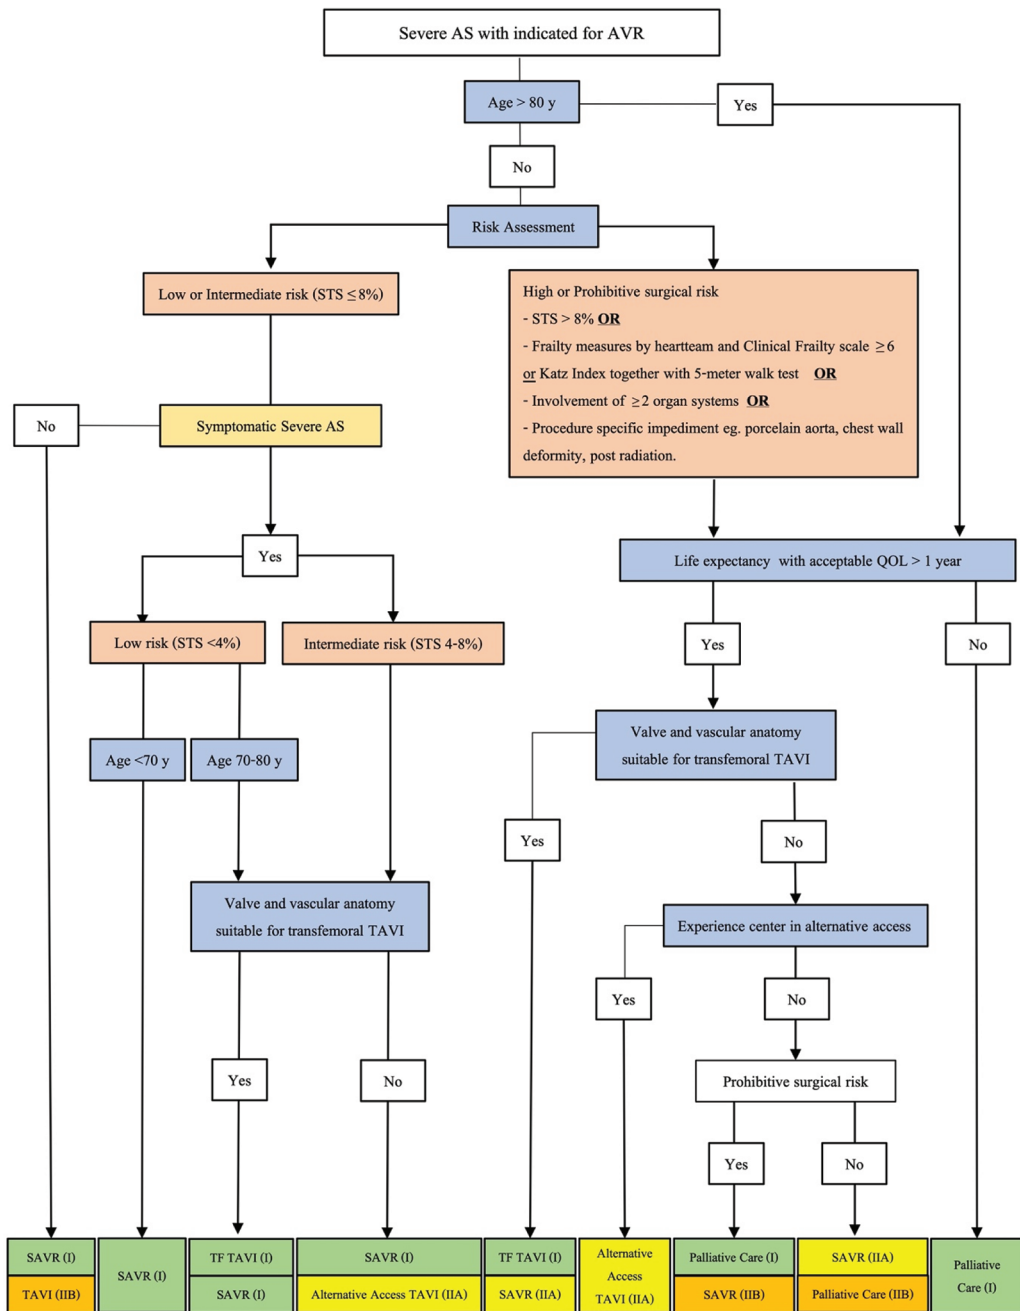 Severe AS with indicated for AVR
Age > 80 y
Yes
No
Risk Assessment
Low or Intermediate risk (STS ≤ 8%)
High or Prohibitive surgical risk
- STS > 8% OR
- Frailty measures by heartteam and Clinical Frailty scale ≥6
or Katz Index together with 5-meter walk test OR
- Involvement of ≥2 organ systems OR
- Procedure specific impediment eg. porcelain aorta, chest wall
deformity, post radiation.
No
Symptomatic Severe AS
Yes
Life expectancy with acceptable QOL > 1 year
Low risk (STS <4%)
Intermediate risk (STS 4-8%)
Yes
No
Age <70 y
Age 70-80 y
Valve and vascular anatomy
suitable for transfemoral TAVI
Yes
No
Valve and vascular anatomy
suitable for transfemoral TAVI
Experience center in alternative access
Yes
No
Yes
No
Prohibitive surgical risk
Yes
No
SAVR (I)
TAVI (IIB)
SAVR (I)
TF TAVI (I)
SAVR (I)
SAVR (I)
Alternative Access TAVI (IIA)
TF TAVI (I)
SAVR (IIA)
Alternative
Access
TAVI (IIA)
Palliative Care (I)
SAVR (IIB)
SAVR (IIA)
Palliative Care (IIB)
Palliative
Care (I)